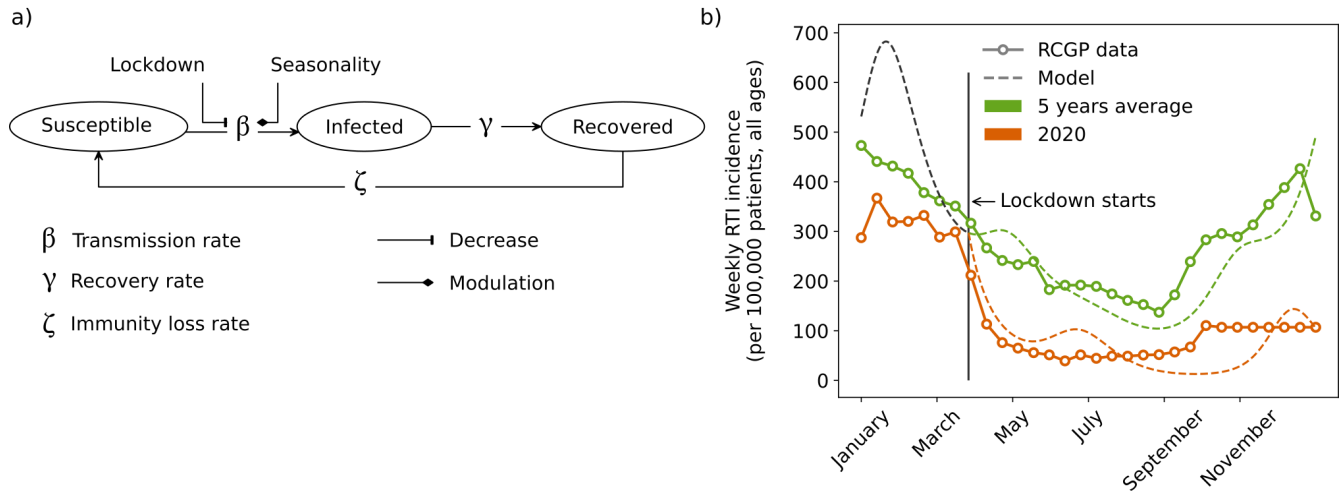 a)
Lockdown
Seasonality
Susceptible
β
Infected
γ
Recovered
ζ
β Transmission rate
Decrease
γ Recovery rate
Modulation
ζ Immunity loss rate
b)
Weekly RTI incidence
(per 100,000 patients, all ages)
700
600
500
400
300
200
100
0
RCGP data
Model
5 years average
2020
Lockdown starts
January
March
May
July
September
November